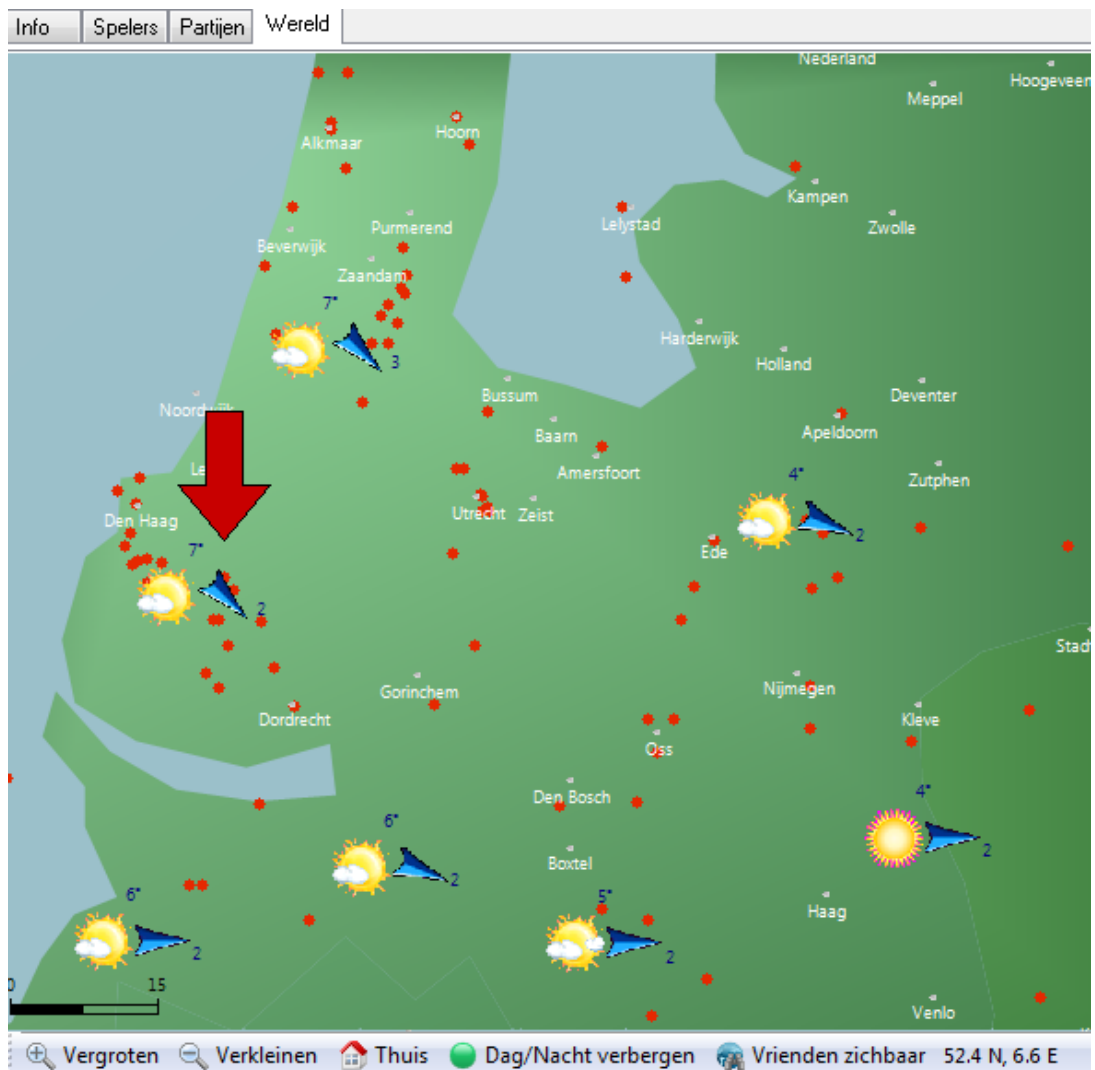 Info Spelers Partijen Wereld
Nederland
Hoogeveen
Meppel
Alkmaar
Hoorn
Kampen
Purmerend
Lelystad
Zwolle
Beverwijk
Zaandam
7°
3
Harderwijk
Holland
Bussum
Deventer
Noordwijk
Baarn
Apeldoorn
Le
Amersfoort
4°
Zutphen
Den Haag
Utrecht
Zeist
2
7°
Ede
2
Stad
Gorinchem
Nijmegen
Dordrecht
Kleve
Oss
4°
Den Bosch
6°
2
Boxtel
2
6°
5°
Haag
2
2
0 15
Venlo
Vergroten Verkleinen Thuis Dag/Nacht verbergen Vrienden zichbaar 52.4 N, 6.6 E